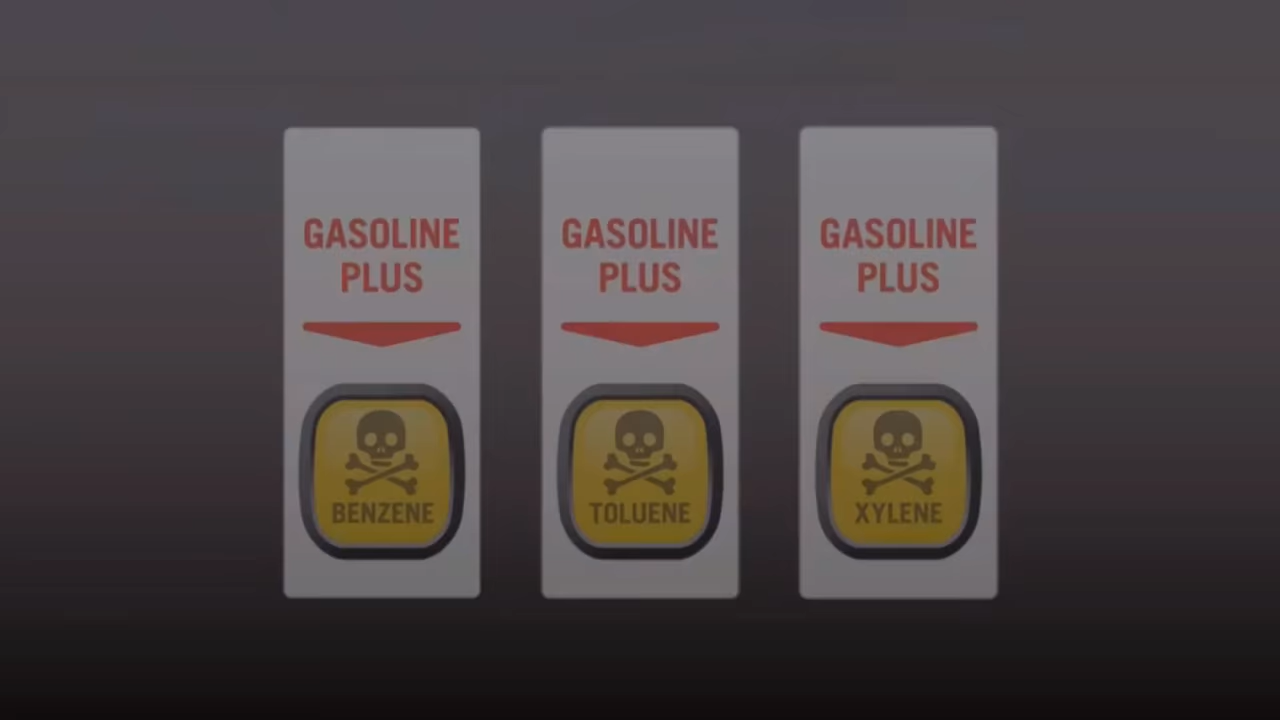 GASOLINE
PLUS
BENZENE
GASOLINE
PLUS
TOLUENE
GASOLINE
PLUS
XYLENE